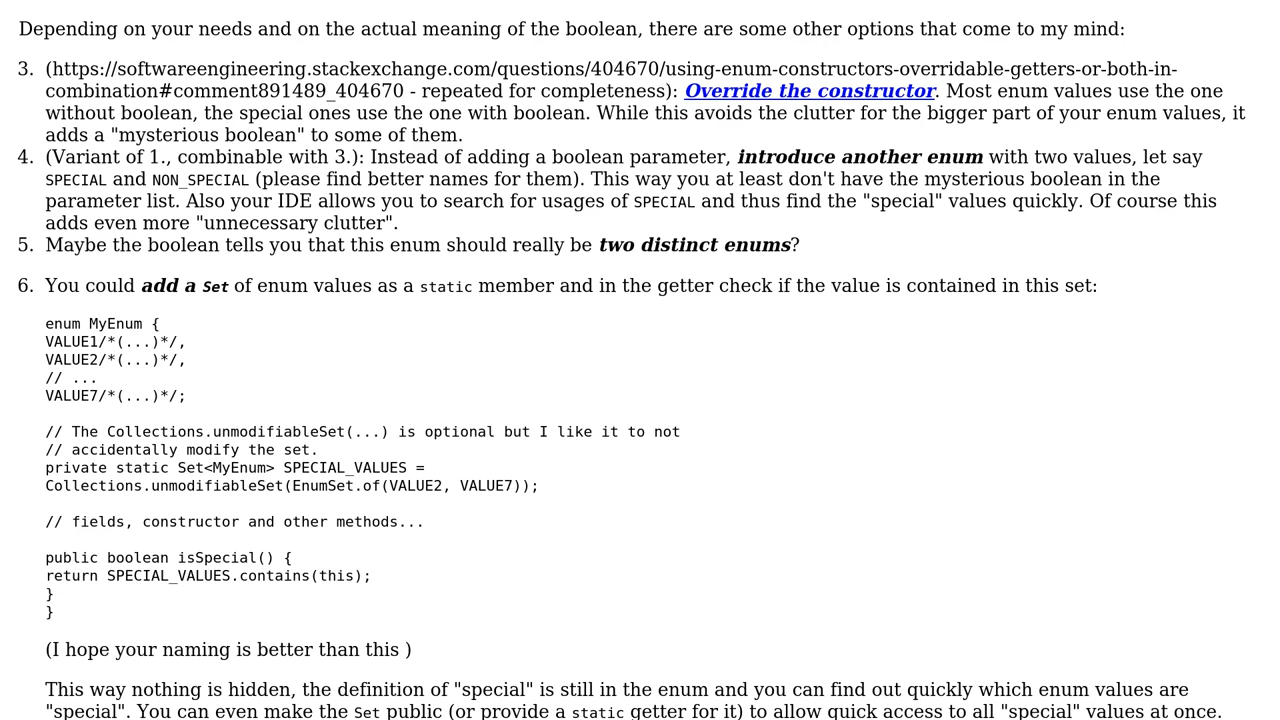 Depending on your needs and on the actual meaning of the boolean, there are some other options that come to my mind:
3. (https://softwareengineering.stackexchange.com/questions/404670/using-enum-constructors-overridable-getters-or-both-in-
combination#comment891489_404670 - repeated for completeness): Override the constructor. Most enum values use the one
without boolean, the special ones use the one with boolean. While this avoids the clutter for the bigger part of your enum values, it
adds a "mysterious boolean" to some of them.
4. (Variant of 1., combinable with 3.): Instead of adding a boolean parameter, introduce another enum with two values, let say
SPECIAL and NON_SPECIAL (please find better names for them). This way you at least don't have the mysterious boolean in the
parameter list. Also your IDE allows you to search for usages of SPECIAL and thus find the "special" values quickly. Of course this
adds even more "unnecessary clutter".
5. Maybe the boolean tells you that this enum should really be two distinct enums?
6. You could add a Set of enum values as a static member and in the getter check if the value is contained in this set:
enum MyEnum {
VALUE1/*(...)*/,
VALUE2/*(...)*/,
// ...
VALUE7/*(...)*/;
// The Collections.unmodifiableSet(...) is optional but I like it to not
// accidentally modify the set.
private static Set<MyEnum> SPECIAL_VALUES =
Collections.unmodifiableSet(EnumSet.of(VALUE2, VALUE7));
// fields, constructor and other methods...
public boolean isSpecial() {
return SPECIAL_VALUES.contains(this);
}
}
(I hope your naming is better than this )
This way nothing is hidden, the definition of "special" is still in the enum and you can find out quickly which enum values are
"special". You can even make the Set public (or provide a static getter for it) to allow quick access to all "special" values at once.